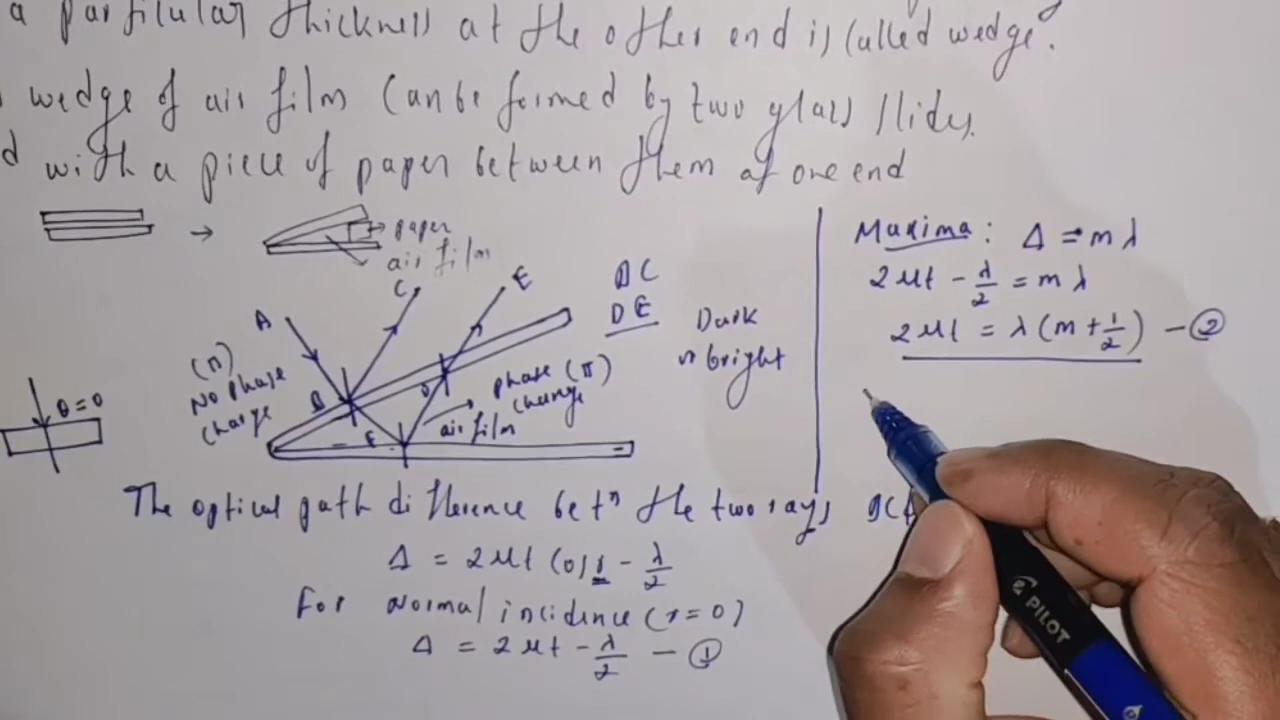 a particular thickness at the other end is called wedge.
wedge of air film can be formed by two glass slides.
d with a piece of paper between them at one end
→ paper
air film
A
C
E
BC
DE
Dark
n bright
(n)
No phase
charge
B
D
F
phase (π)
change
air film
θ=0
The optical path difference betⁿ the two rays
Δ = 2μt cos r - λ/2
For Normal incidence (r=0)
Δ = 2μt - λ/2 - ①
Maxima: Δ = mλ
2μt - λ/2 = mλ
2μt = λ(m+1/2) - ②
PILOT